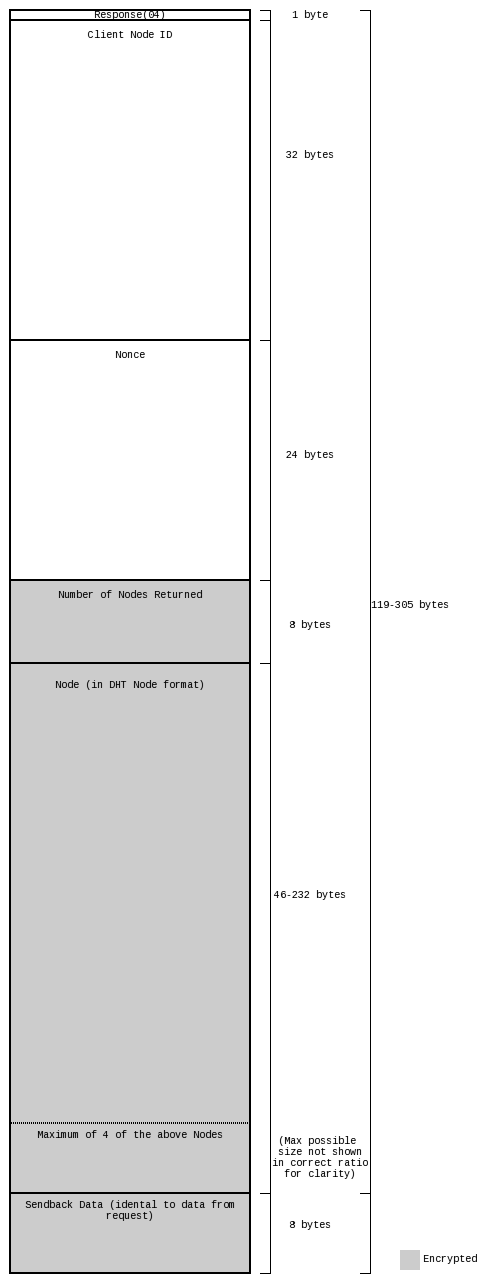 Response(04)
1 byte
Client Node ID
32 bytes
Nonce
24 bytes
Number of Nodes Returned
119-305 bytes
8 bytes
Node (in DHT Node format)
46-232 bytes
Maximum of 4 of the above Nodes
(Max possible
size not shown
in correct ratio
for clarity)
Sendback Data (idental to data from
request)
8 bytes
Encrypted